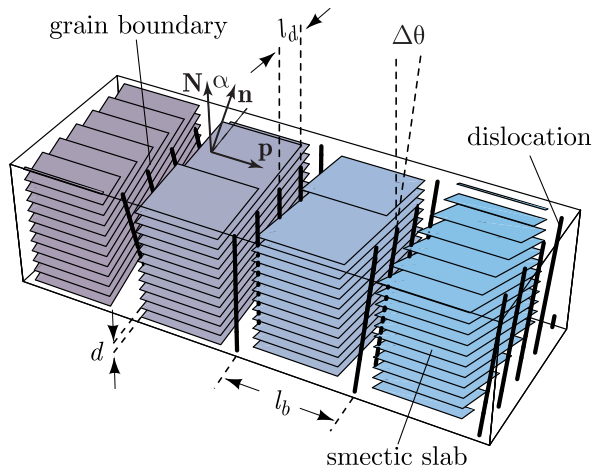 grain boundary
l_d
Δθ
N
α
n
p
dislocation
d
l_b
smectic slab